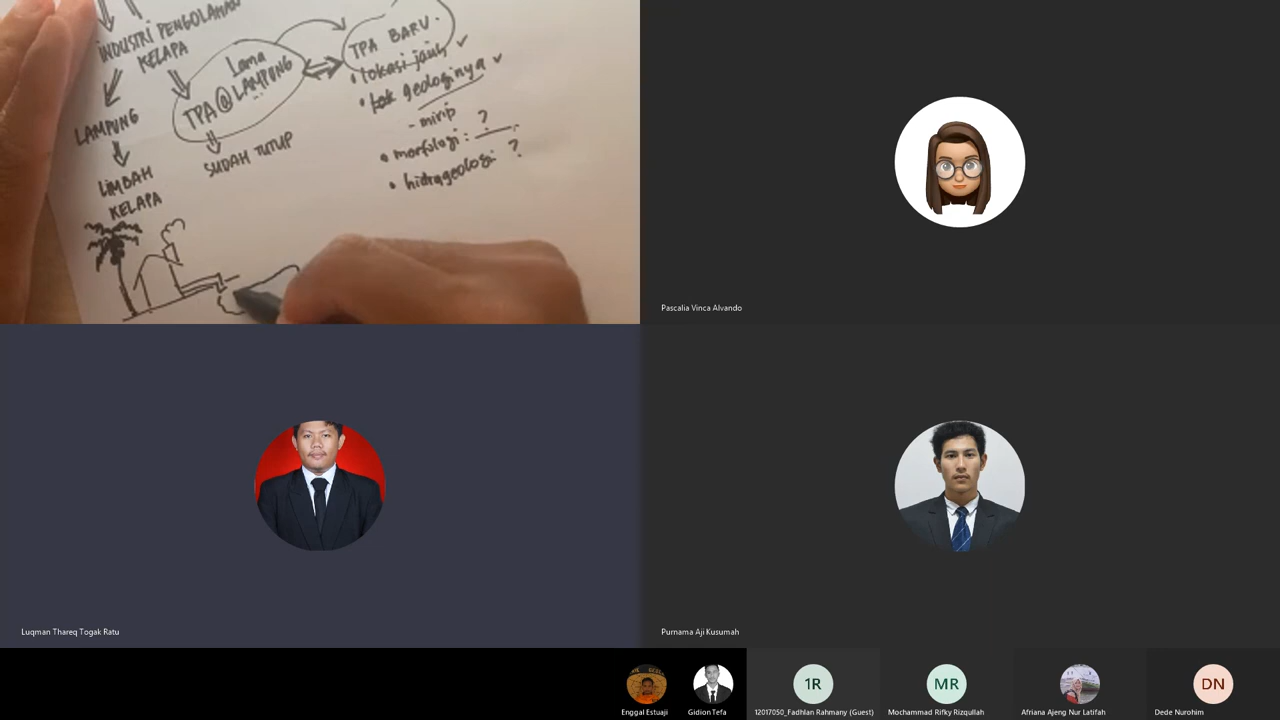 INDUSTRI PENGOLAHAN
KELAPA
LAMPUNG
LIMBAH
KELAPA
Lama
TPA@LAMPUNG
SUDAH TUTUP
TPA BARU.
• lokasi jauh ✓
• geologinya ✓
- mirip
• morfologi : ?
• hidrogeologi ?
Pascalia Vinca Alvando
Luqman Thareq Togak Ratu
Purnama Aji Kusumah
Enggal Estuaji
Gidion Tefa
1R
12017050_Fadhlan Rahmany (Guest)
MR
Mochammad Rifky Rizqullah
Afriana Ajeng Nur Latifah
DN
Dede Nurohim